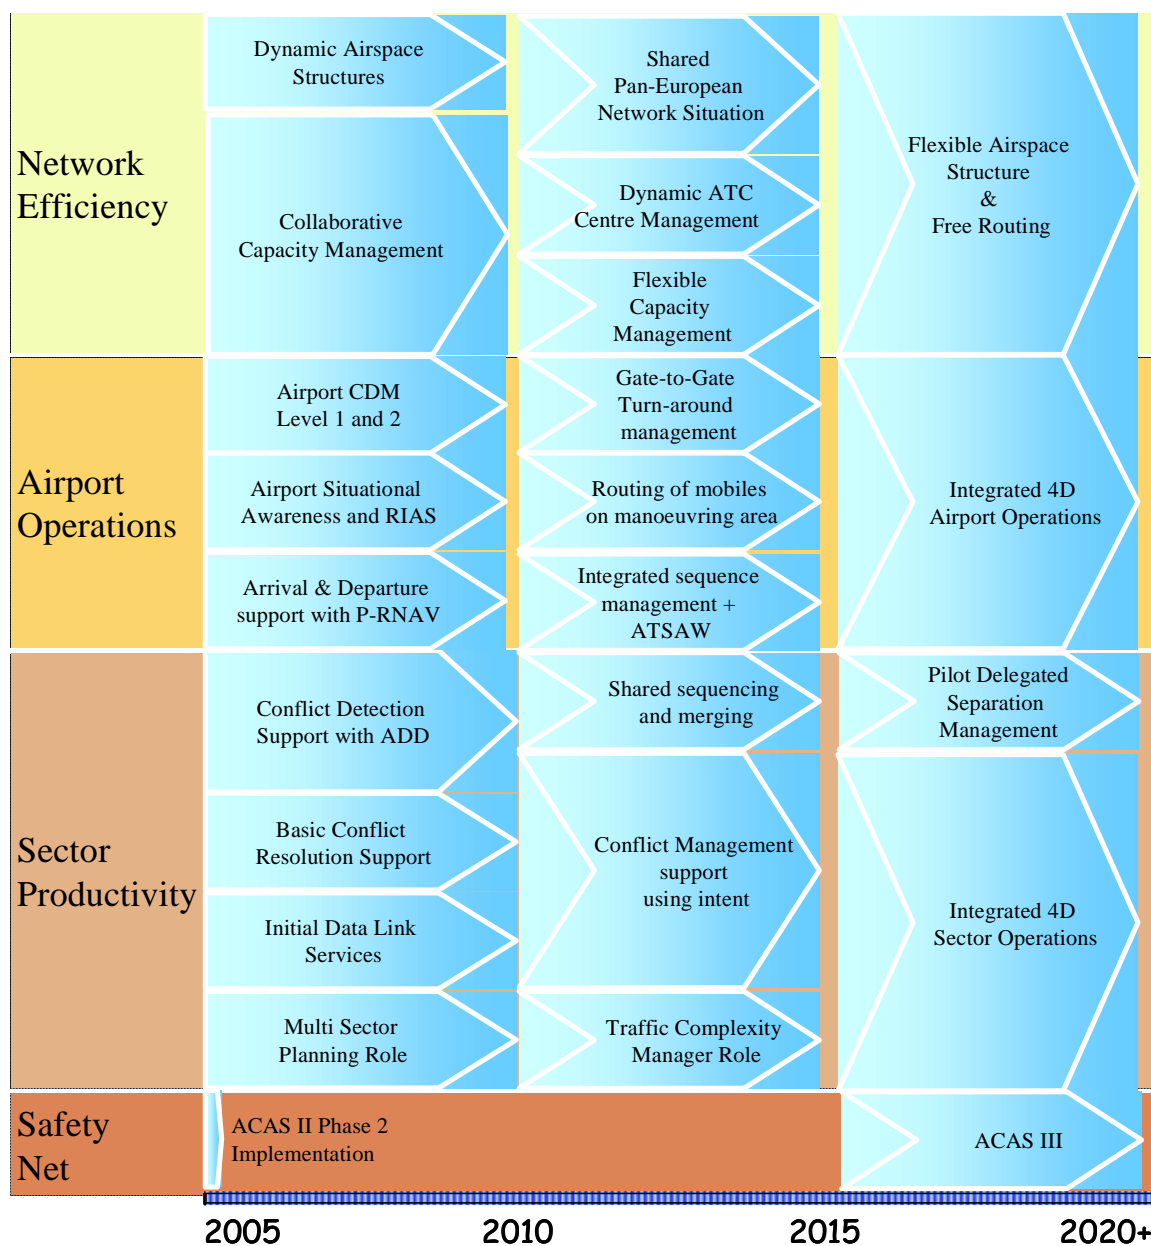 Network
Efficiency
Dynamic Airspace
Structures
Collaborative
Capacity Management
Shared
Pan-European
Network Situation
Dynamic ATC
Centre Management
Flexible
Capacity
Management
Flexible Airspace
Structure
&
Free Routing
Airport
Operations
Airport CDM
Level 1 and 2
Airport Situational
Awareness and RIAS
Arrival & Departure
support with P-RNAV
Gate-to-Gate
Turn-around
management
Routing of mobiles
on manoeuvring area
Integrated sequence
management +
ATSAW
Integrated 4D
Airport Operations
Sector
Productivity
Conflict Detection
Support with ADD
Basic Conflict
Resolution Support
Initial Data Link
Services
Multi Sector
Planning Role
Shared sequencing
and merging
Conflict Management
support
using intent
Traffic Complexity
Manager Role
Pilot Delegated
Separation
Management
Integrated 4D
Sector Operations
Safety
Net
ACAS II Phase 2
Implementation
ACAS III
2005 2010 2015 2020+